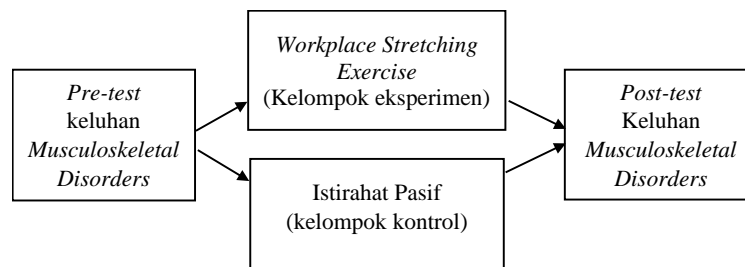 Pre-test
keluhan
Musculoskeletal
Disorders
Workplace Stretching
Exercise
(Kelompok eksperimen)
Istirahat Pasif
(kelompok kontrol)
Post-test
Keluhan
Musculoskeletal
Disorders